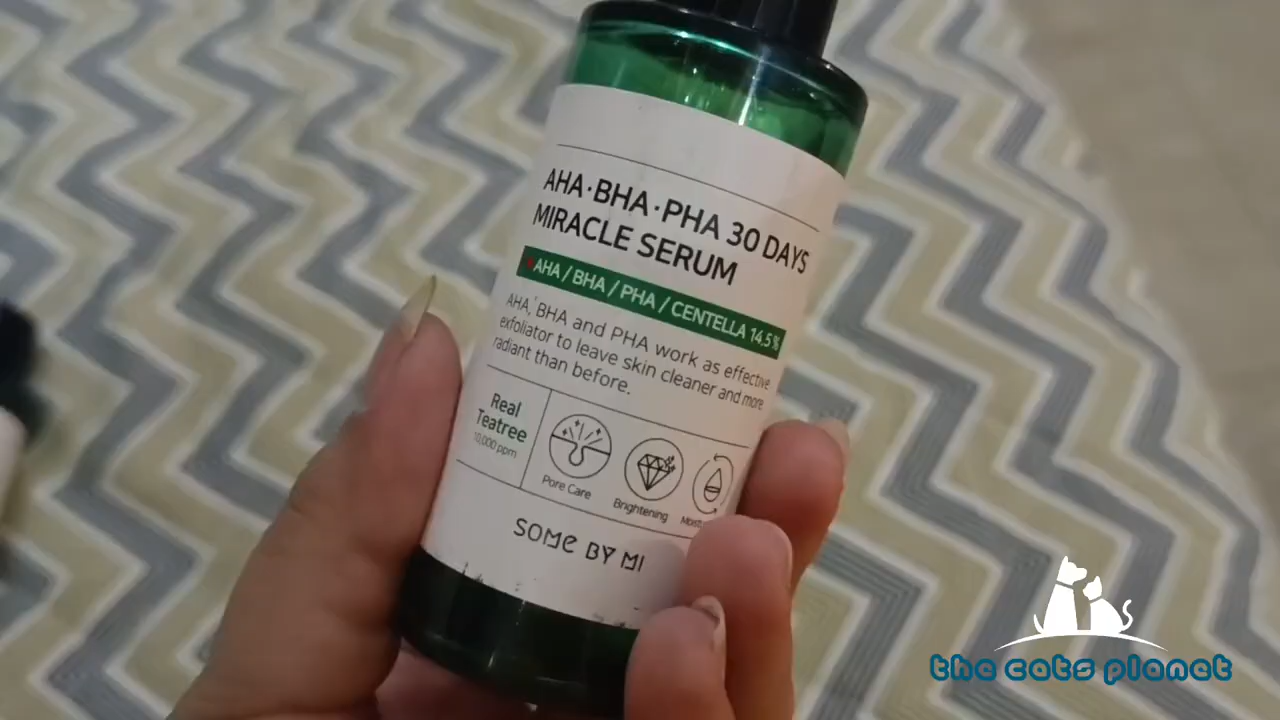 AHA·BHA·PHA 30 DAYS
MIRACLE SERUM
AHA / BHA / PHA / CENTELLA 14.5%
AHA, BHA and PHA work as effective
exfoliator to leave skin cleaner and more
radiant than before.
Real
Teatree
10,000 ppm
Pore Care
Brightening
SOME BY MI
the cats planet